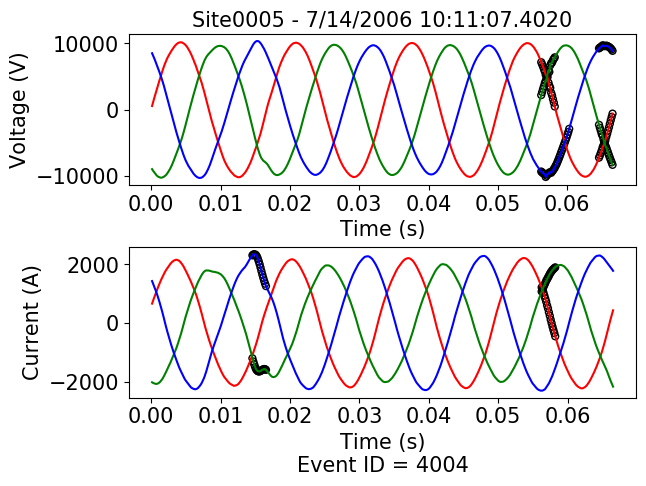 Site0005 - 7/14/2006 10:11:07.4020
10000
0
−10000
Voltage (V)
0.00 0.01 0.02 0.03 0.04 0.05 0.06
Time (s)
2000
0
−2000
Current (A)
0.00 0.01 0.02 0.03 0.04 0.05 0.06
Time (s)
Event ID = 4004